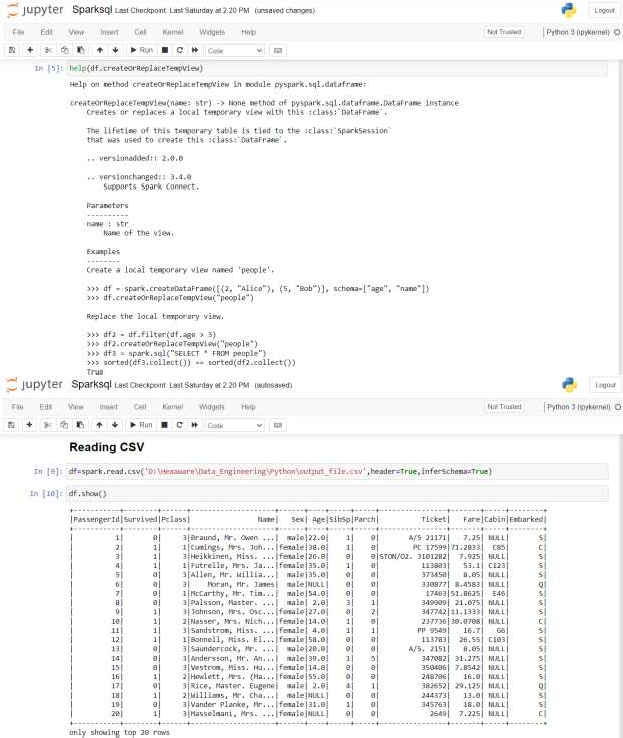 jupyter Sparksql Last Checkpoint: Last Saturday at 2:20 PM (unsaved changes) Logout
File Edit View Insert Cell Kernel Widgets Help Not Trusted Python 3 (ipykernel)
Run Code
In [5]: help(df.createOrReplaceTempView)
Help on method createOrReplaceTempView in module pyspark.sql.dataframe:
createOrReplaceTempView(name: str) -> None method of pyspark.sql.dataframe.DataFrame instance
Creates or replaces a local temporary view with this :class:`DataFrame`.
The lifetime of this temporary table is tied to the :class:`SparkSession`
that was used to create this :class:`DataFrame`.
.. versionadded:: 2.0.0
.. versionchanged:: 3.4.0
Supports Spark Connect.
Parameters
----------
name : str
Name of the view.
Examples
--------
Create a local temporary view named 'people'.
>>> df = spark.createDataFrame([(2, "Alice"), (5, "Bob")], schema=["age", "name"])
>>> df.createOrReplaceTempView("people")
Replace the local temporary view.
>>> df2 = df.filter(df.age > 3)
>>> df2.createOrReplaceTempView("people")
>>> df3 = spark.sql("SELECT * FROM people")
>>> sorted(df3.collect()) == sorted(df2.collect())
True
jupyter Sparksql Last Checkpoint: Last Saturday at 2:20 PM (autosaved) Logout
File Edit View Insert Cell Kernel Widgets Help Not Trusted Python 3 (ipykernel)
Run Code
Reading CSV
In [9]: df=spark.read.csv('D:\Hexaware\Data_Engineering\Python\output_file.csv',header=True,inferSchema=True)
In [10]: df.show()
|PassengerId|Survived|Pclass| Name| Sex| Age|SibSp|Parch| Ticket| Fare|Cabin|Embarked|
| 1| 0| 3|Braund, Mr. Owen ...| male|22.0| 1| 0| A/5 21171| 7.25| NULL| S|
| 2| 1| 1|Cumings, Mrs. Joh...|female|38.0| 1| 0| PC 17599|71.2833| C85| C|
| 3| 1| 3|Heikkinen, Miss. ...|female|26.0| 0| 0|STON/O2. 3101282| 7.925| NULL| S|
| 4| 1| 1|Futrelle, Mrs. Ja...|female|35.0| 1| 0| 113803| 53.1| C123| S|
| 5| 0| 3|Allen, Mr. Willia...| male|35.0| 0| 0| 373450| 8.05| NULL| S|
| 6| 0| 3| Moran, Mr. James| male|NULL| 0| 0| 330877| 8.4583| NULL| Q|
| 7| 0| 1|McCarthy, Mr. Tim...| male|54.0| 0| 0| 17463|51.8625| E46| S|
| 8| 0| 3|Palsson, Master. ...| male| 2.0| 3| 1| 349909| 21.075| NULL| S|
| 9| 1| 3|Johnson, Mrs. Osc...|female|27.0| 0| 2| 347742|11.1333| NULL| S|
| 10| 1| 2|Nasser, Mrs. Nich...|female|14.0| 1| 0| 237736|30.0708| NULL| C|
| 11| 1| 3|Sandstrom, Miss. ...|female| 4.0| 1| 1| PP 9549| 16.7| G6| S|
| 12| 1| 1|Bonnell, Miss. El...|female|58.0| 0| 0| 113783| 26.55| C103| S|
| 13| 0| 3|Saundercock, Mr. ...| male|20.0| 0| 0| A/5. 2151| 8.05| NULL| S|
| 14| 0| 3|Andersson, Mr. An...| male|39.0| 1| 5| 347082| 31.275| NULL| S|
| 15| 0| 3|Vestrom, Miss. Hu...|female|14.0| 0| 0| 350406| 7.8542| NULL| S|
| 16| 1| 2|Hewlett, Mrs. (Ma...|female|55.0| 0| 0| 248706| 16.0| NULL| S|
| 17| 0| 3|Rice, Master. Eugene| male| 2.0| 4| 1| 382652| 29.125| NULL| Q|
| 18| 1| 2|Williams, Mr. Cha...| male|NULL| 0| 0| 244373| 13.0| NULL| S|
| 19| 0| 3|Vander Planke, Mr...|female|31.0| 1| 0| 345763| 18.0| NULL| S|
| 20| 1| 3|Masselmani, Mrs. ...|female|NULL| 0| 0| 2649| 7.225| NULL| C|
only showing top 20 rows